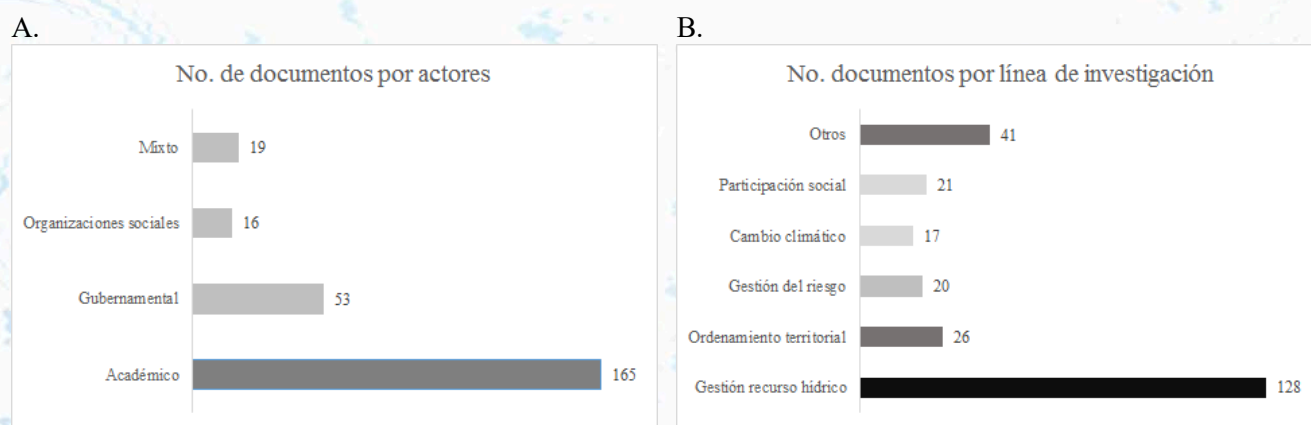 A.
No. de documentos por actores
Mixto 19
Organizaciones sociales 16
Gubernamental 53
Académico 165
B.
No. documentos por línea de investigación
Otros 41
Participación social 21
Cambio climático 17
Gestión del riesgo 20
Ordenamiento territorial 26
Gestión recurso hídrico 128